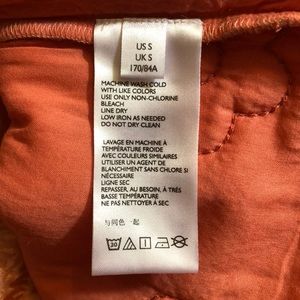 US S
UK S
170/84A
MACHINE WASH COLD
WITH LIKE COLORS
USE ONLY NON-CHLORINE
BLEACH
LINE DRY
LOW IRON AS NEEDED
DO NOT DRY CLEAN
LAVAGE EN MACHINE À
TEMPÉRATURE FROIDE
AVEC COULEURS SIMILAIRES
UTILISER UN AGENT DE
BLANCHIMENT SANS CHLORE SI
NÉCESSAIRE
LIGNE SEC
REPASSER, AU BESOIN, À TRÈS
BASSE TEMPÉRATURE
UK NE PAS NETTOYER À SEC
与同色 一起
30